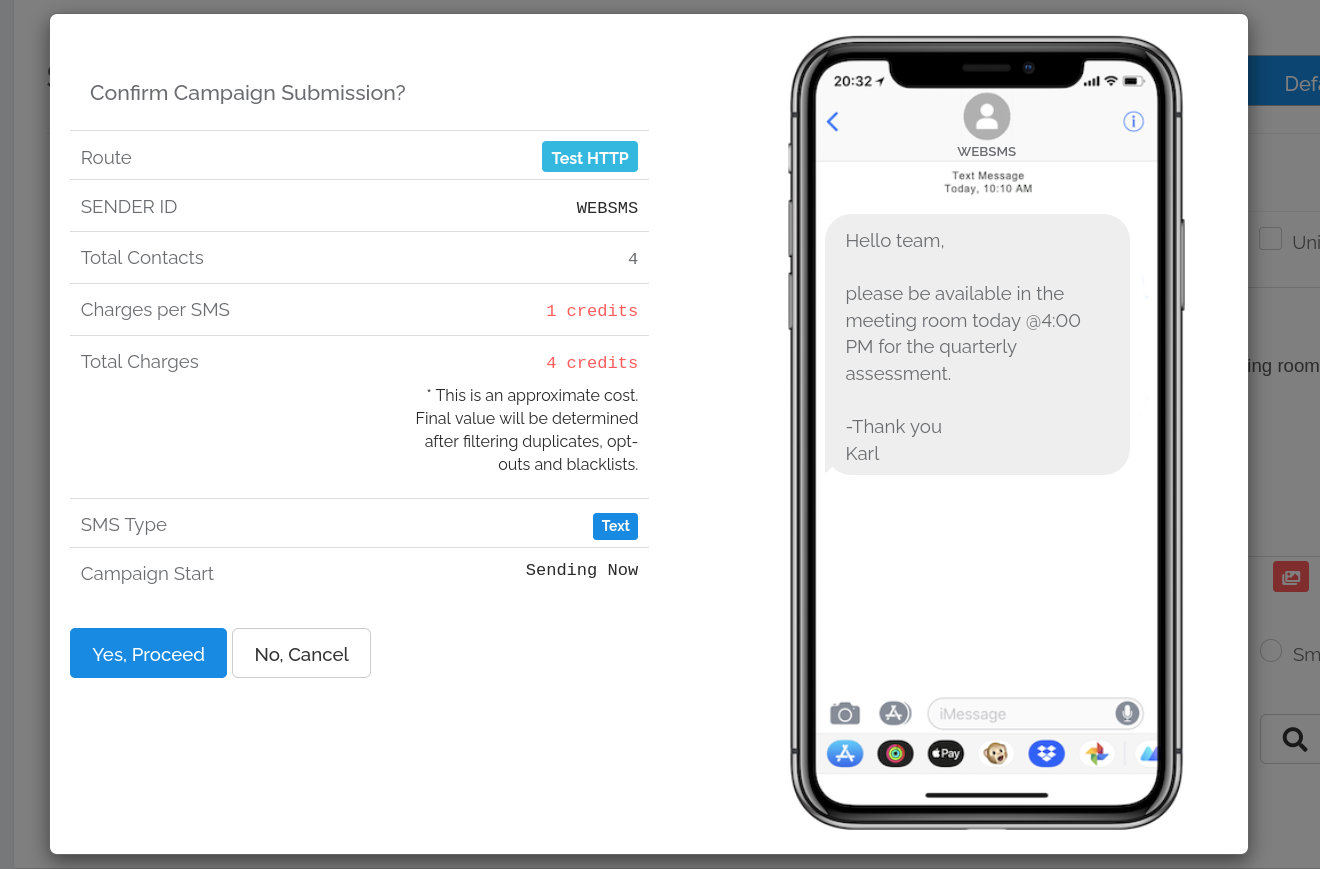 Confirm Campaign Submission?
Route
Test HTTP
SENDER ID
WEBSMS
Total Contacts
4
Charges per SMS
1 credits
Total Charges
4 credits
* This is an approximate cost.
Final value will be determined
after filtering duplicates, opt-
outs and blacklists.
SMS Type
Text
Campaign Start
Sending Now
Yes, Proceed
No, Cancel
20:32
WEBSMS
Text Message
Today, 10:10 AM
Hello team,
please be available in the
meeting room today @4:00
PM for the quarterly
assessment.
-Thank you
Karl
iMessage
Pay
Defa
Uni
ing room
Sm